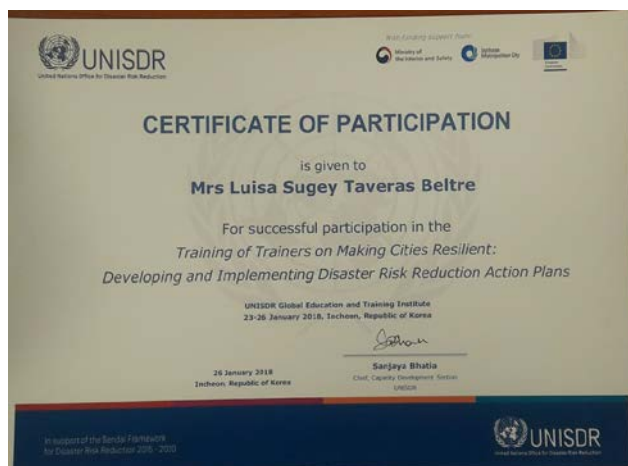 With funding support from:
UNISDR
United Nations Office for Disaster Risk Reduction
Ministry of
the Interior and Safety
Incheon
Metropolitan City
European
Commission
CERTIFICATE OF PARTICIPATION
is given to
Mrs Luisa Sugey Taveras Beltre
For successful participation in the
Training of Trainers on Making Cities Resilient:
Developing and Implementing Disaster Risk Reduction Action Plans
UNISDR Global Education and Training Institute
23-26 January 2018, Incheon, Republic of Korea
26 January 2018
Incheon, Republic of Korea
Sanjaya Bhatia
Chief, Capacity Development Section
UNISDR
In support of the Sendai Framework
for Disaster Risk Reduction 2015 - 2030
UNISDR
United Nations Office for Disaster Risk Reduction